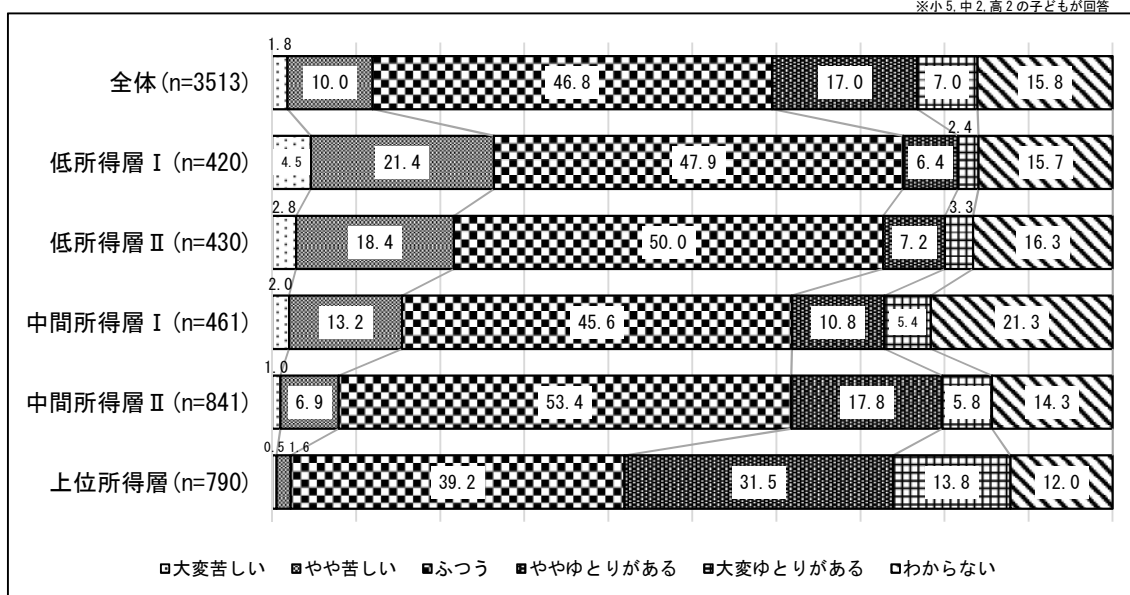 ※小5,中2,高2の子どもが回答
1.8
全体(n=3513)
10.0 46.8 17.0 7.0 15.8
2.4
低所得層Ⅰ(n=420)
4.5 21.4 47.9 6.4 15.7
2.8 3.3
低所得層Ⅱ(n=430)
18.4 50.0 7.2 16.3
2.0
中間所得層Ⅰ(n=461)
13.2 45.6 10.8 5.4 21.3
1.0
中間所得層Ⅱ(n=841)
6.9 53.4 17.8 5.8 14.3
0.5 1.6
上位所得層(n=790)
39.2 31.5 13.8 12.0
大変苦しい やや苦しい ふつう ややゆとりがある 大変ゆとりがある わからない